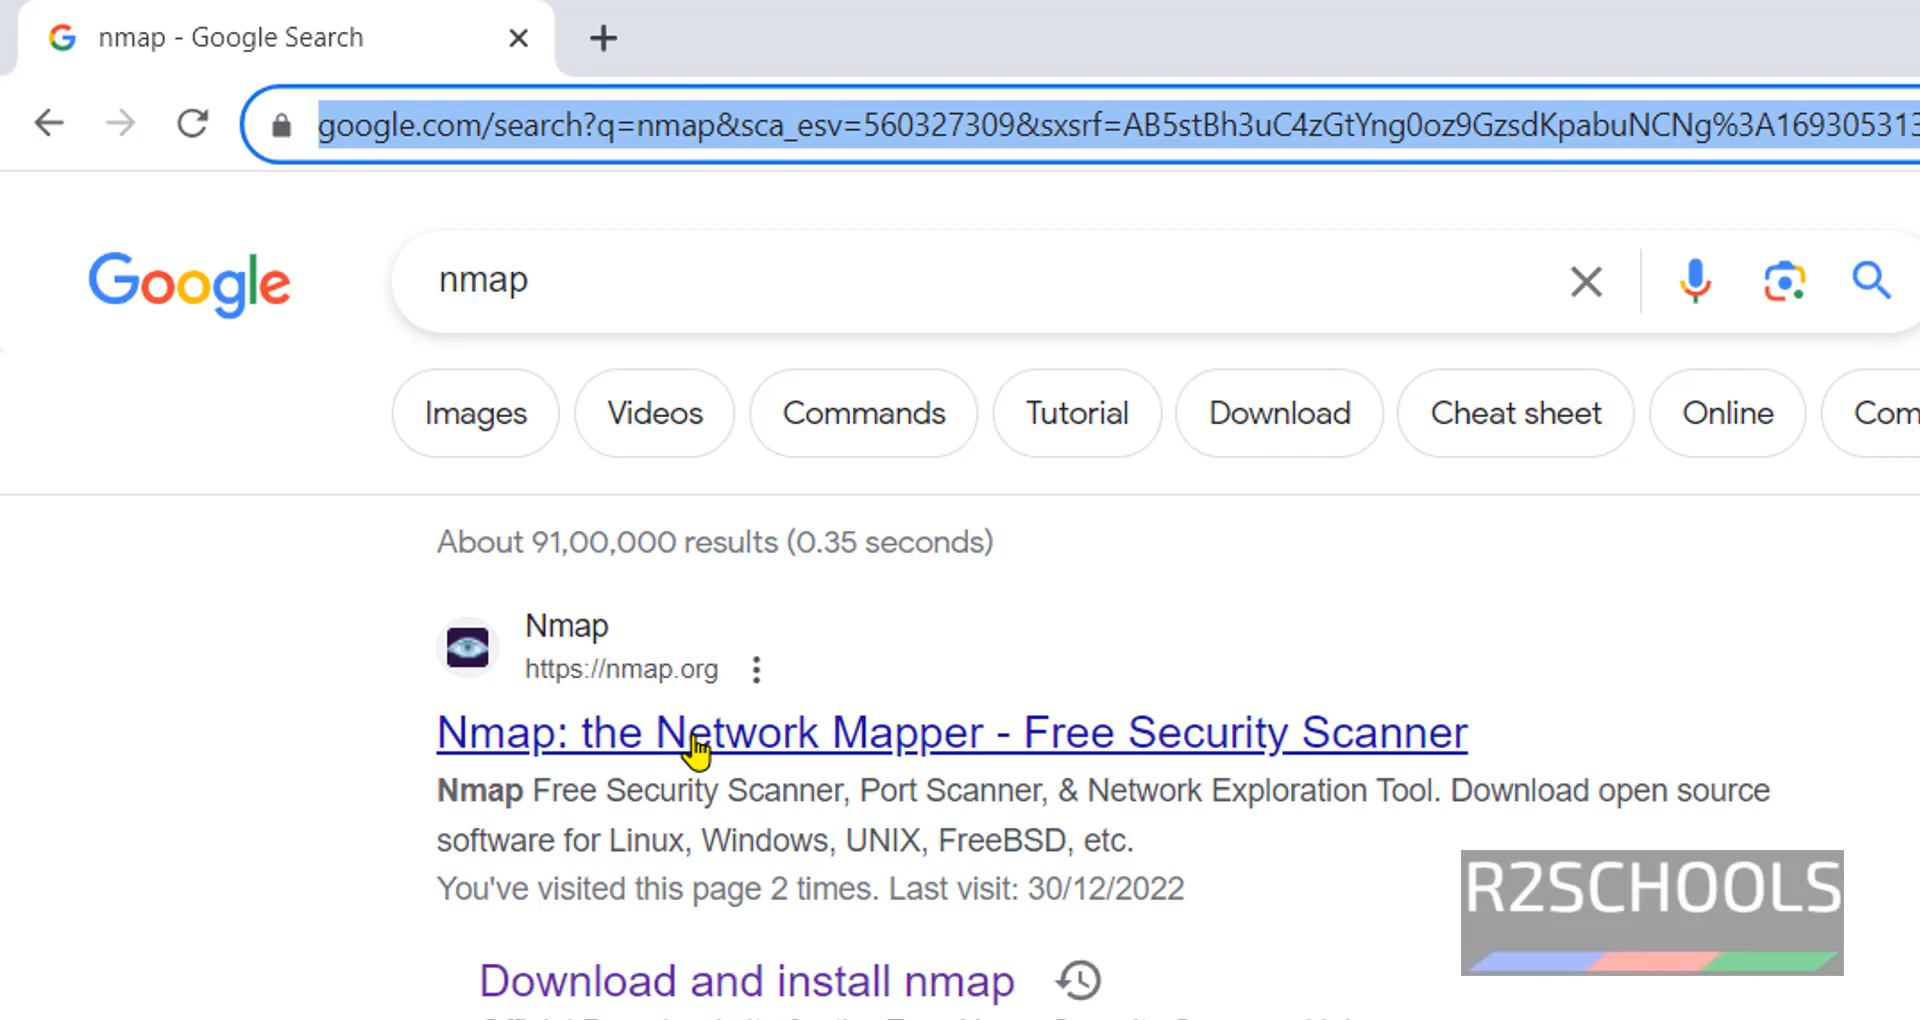 nmap - Google Search
google.com/search?q=nmap&sca_esv=560327309&sxsrf=AB5stBh3uC4zGtYng0oz9GzsdKpabuNCNg%3A169305313
Google
nmap
Images Videos Commands Tutorial Download Cheat sheet Online Com
About 91,00,000 results (0.35 seconds)
Nmap
https://nmap.org
Nmap: the Network Mapper - Free Security Scanner
Nmap Free Security Scanner, Port Scanner, & Network Exploration Tool. Download open source
software for Linux, Windows, UNIX, FreeBSD, etc.
You've visited this page 2 times. Last visit: 30/12/2022
R2SCHOOLS
Download and install nmap